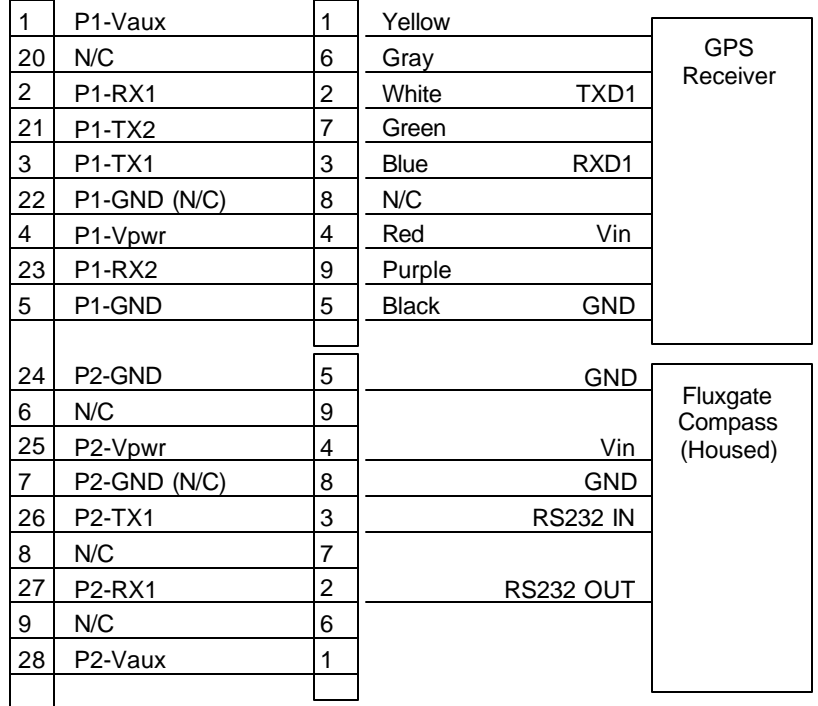 1 P1-Vaux 1 Yellow
20 N/C 6 Gray
GPS
Receiver
2 P1-RX1 2 White TXD1
21 P1-TX2 7 Green
3 P1-TX1 3 Blue RXD1
22 P1-GND (N/C) 8 N/C
4 P1-Vpwr 4 Red Vin
23 P1-RX2 9 Purple
5 P1-GND 5 Black GND
24 P2-GND 5 GND
Fluxgate
Compass
(Housed)
6 N/C 9
25 P2-Vpwr 4 Vin
7 P2-GND (N/C) 8 GND
26 P2-TX1 3 RS232 IN
8 N/C 7
27 P2-RX1 2 RS232 OUT
9 N/C 6
28 P2-Vaux 1